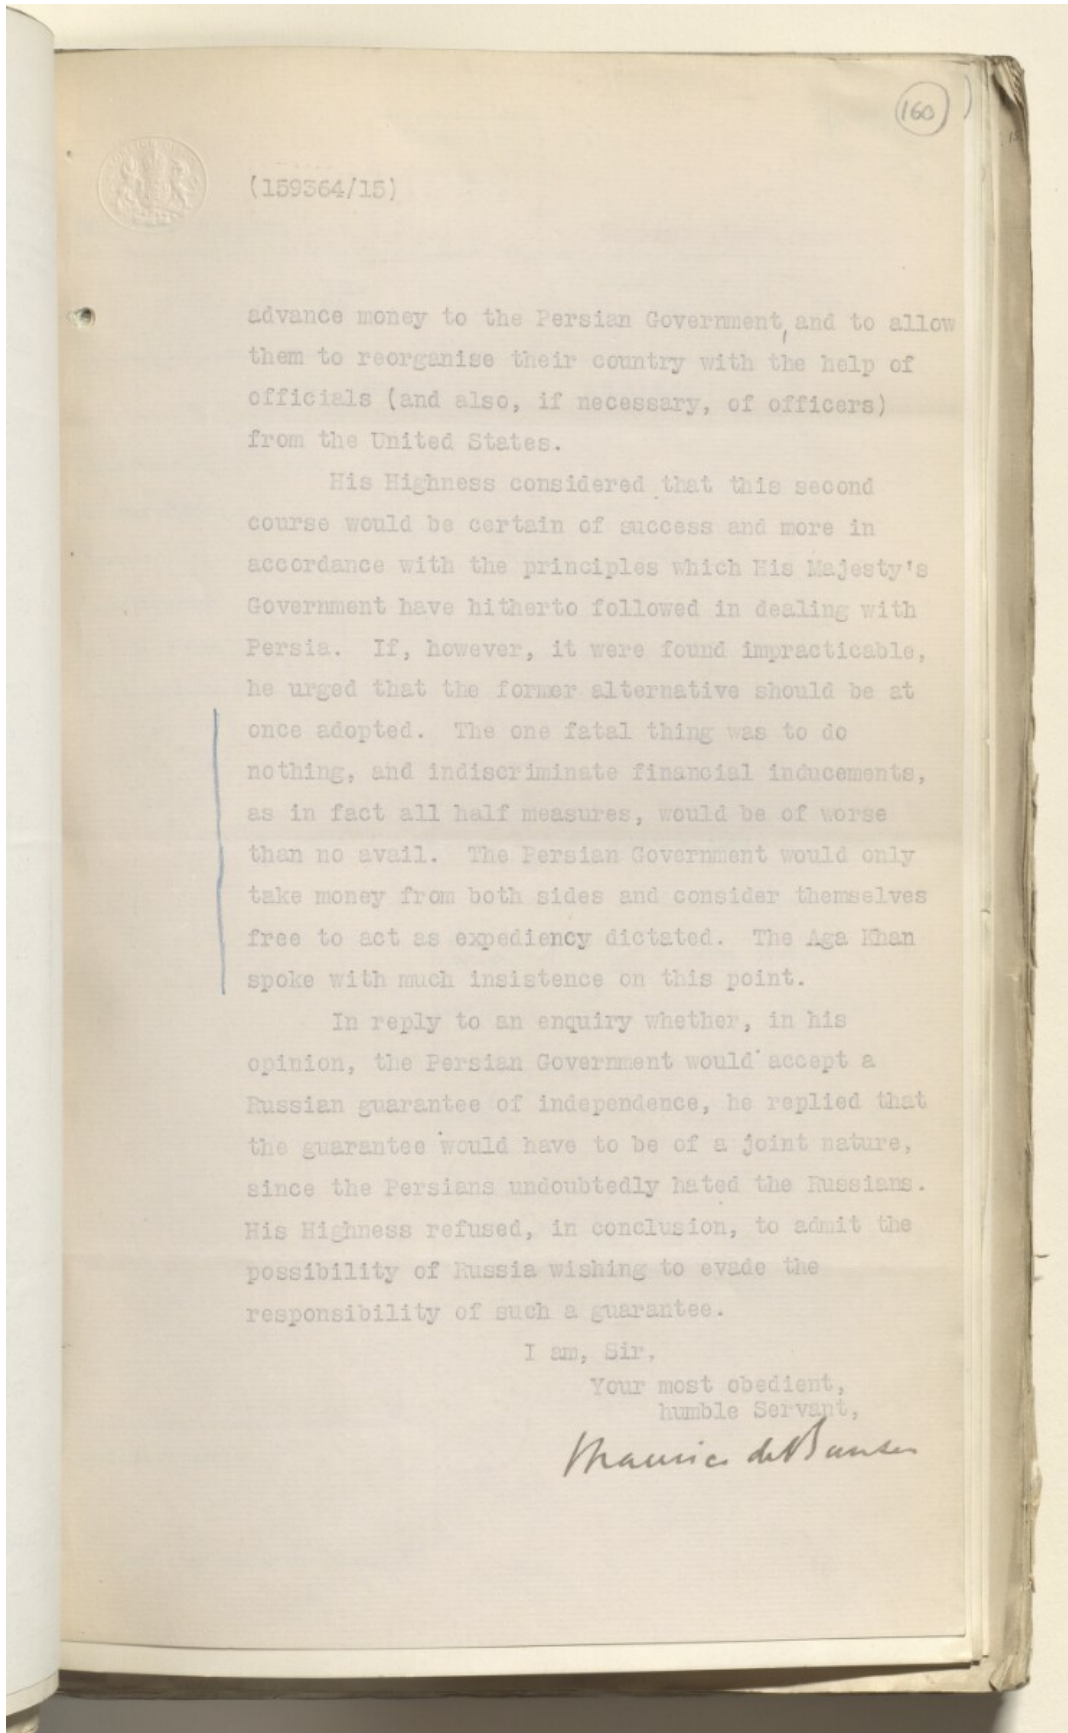 160
(159364/15)
advance money to the Persian Government, and to allow
them to reorganise their country with the help of
officials (and also, if necessary, of officers)
from the United States.
His Highness considered that this second
course would be certain of success and more in
accordance with the principles which His Majesty's
Government have hitherto followed in dealing with
Persia. If, however, it were found impracticable,
he urged that the former alternative should be at
once adopted. The one fatal thing was to do
nothing, and indiscriminate financial inducements,
as in fact all half measures, would be of worse
than no avail. The Persian Government would only
take money from both sides and consider themselves
free to act as expediency dictated. The Aga Khan
spoke with much insistence on this point.
In reply to an enquiry whether, in his
opinion, the Persian Government would accept a
Russian guarantee of independence, he replied that
the guarantee would have to be of a joint nature,
since the Persians undoubtedly hated the Russians.
His Highness refused, in conclusion, to admit the
possibility of Russia wishing to evade the
responsibility of such a guarantee.
I am, Sir,
Your most obedient,
humble Servant,
Maurice de Bunsen